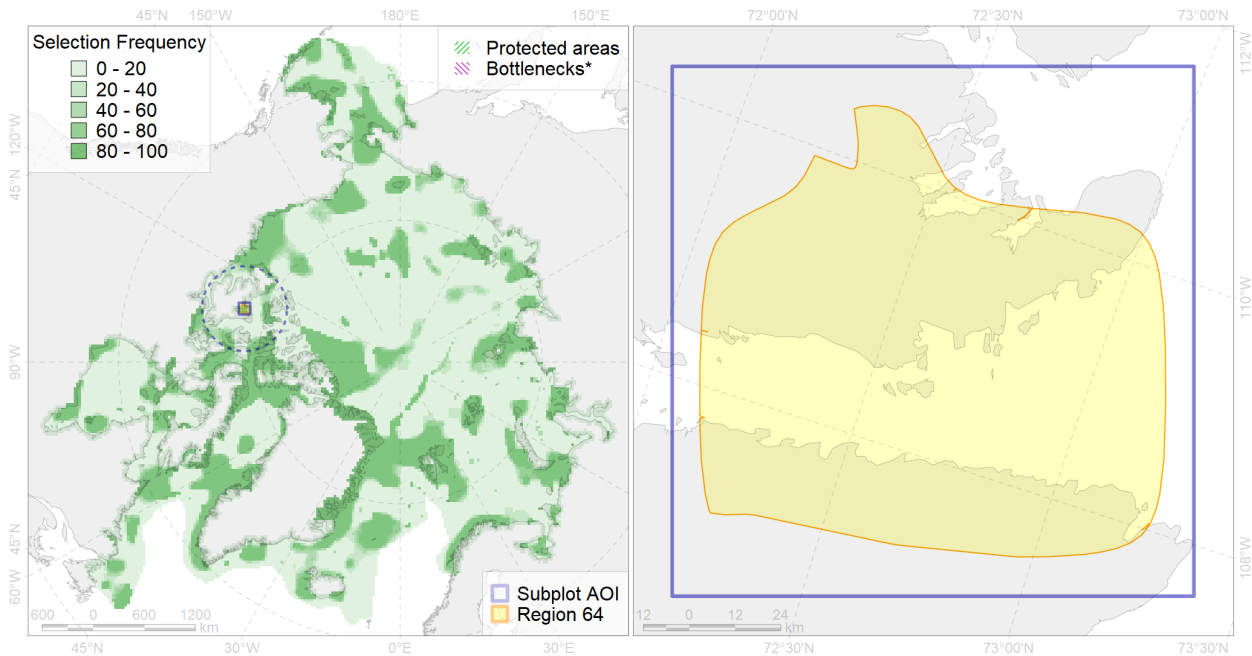 45°N 150°W 180°E 150°E
72°00'N 72°30'N 73°00'N
Selection Frequency
0 - 20
20 - 40
40 - 60
60 - 80
80 - 100
Protected areas
Bottlenecks*
120°W
45°N
90°W
45°N
60°W
112°W
110°W
108°W
Subplot AOI
Region 64
600 0 600 1200
km
12 0 12 24
km
45°N 30°W 0°E 30°E
72°30'N 73°00'N 73°30'N